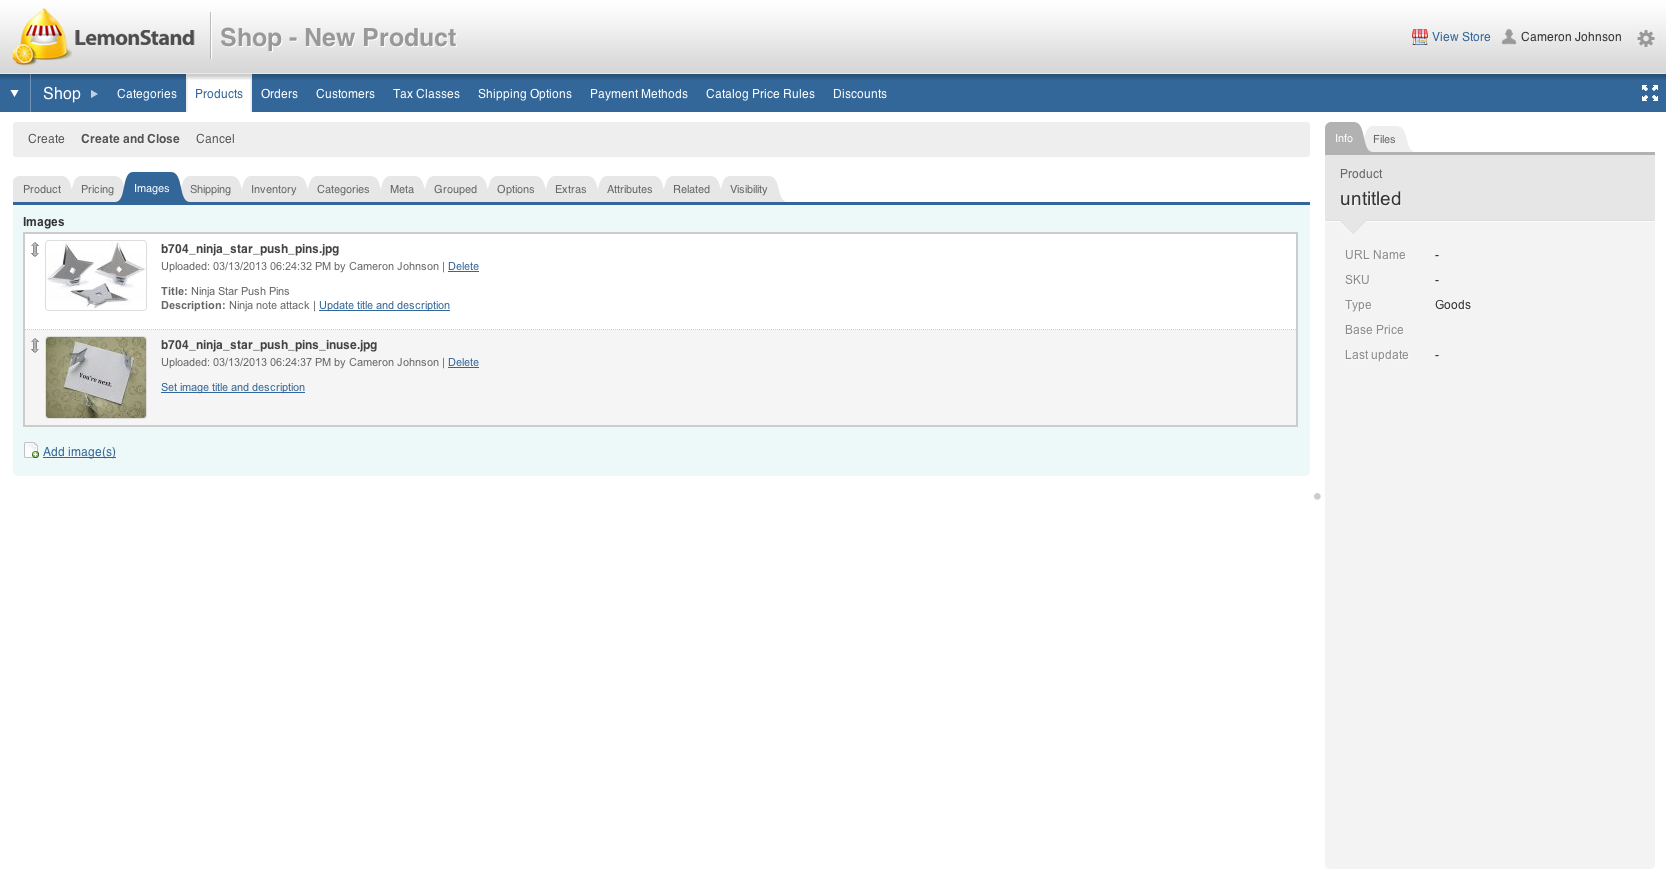 LemonStand
Shop - New Product
View Store
Cameron Johnson
Shop
Categories
Products
Orders
Customers
Tax Classes
Shipping Options
Payment Methods
Catalog Price Rules
Discounts
Create
Create and Close
Cancel
Product
Pricing
Images
Shipping
Inventory
Categories
Meta
Grouped
Options
Extras
Attributes
Related
Visibility
Images
b704_ninja_star_push_pins.jpg
Uploaded: 03/13/2013 06:24:32 PM by Cameron Johnson | Delete
Title: Ninja Star Push Pins
Description: Ninja note attack | Update title and description
You're next.
b704_ninja_star_push_pins_inuse.jpg
Uploaded: 03/13/2013 06:24:37 PM by Cameron Johnson | Delete
Set image title and description
Add image(s)
Info
Files
Product
untitled
URL Name -
SKU -
Type Goods
Base Price
Last update -